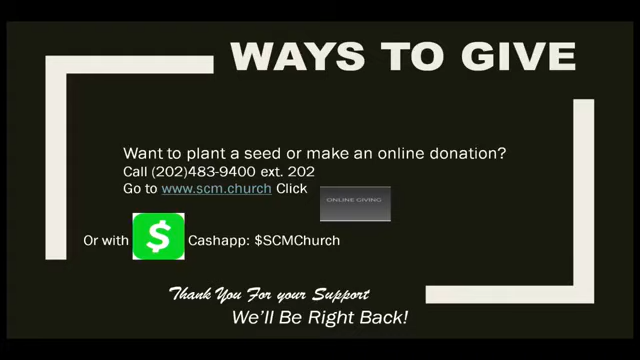 WAYS TO GIVE
Want to plant a seed or make an online donation?
Call (202)483-9400 ext. 202
Go to www.scm.church Click
ONLINE GIVING
Or with $ Cashapp: $SCMChurch
Thank You For your Support
We'll Be Right Back!